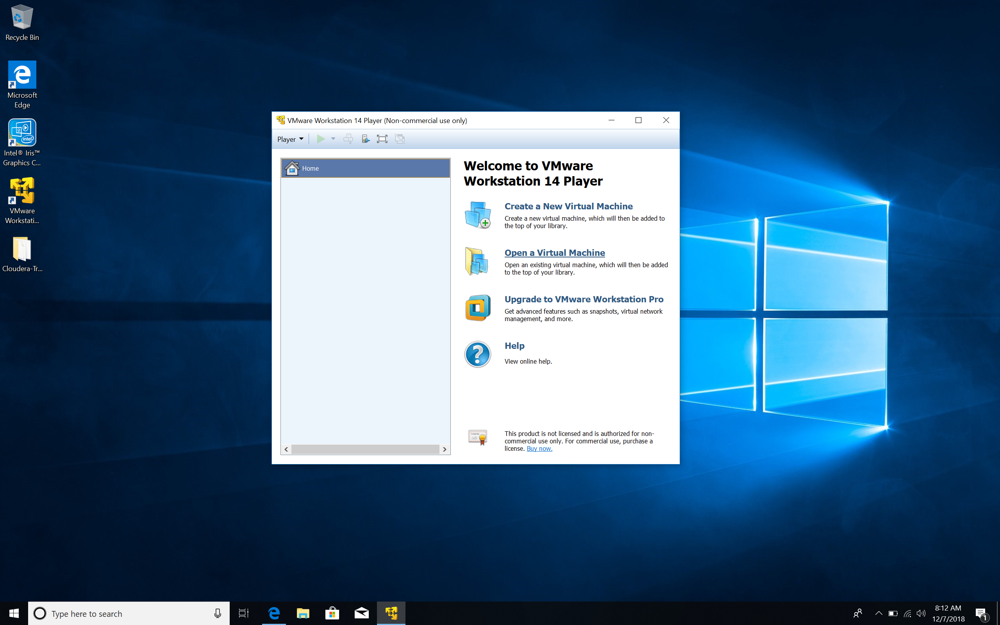 Recycle Bin
Microsoft
Edge
Intel® Iris™
Graphics C...
VMware
Workstati...
Cloudera-Tr...
VMware Workstation 14 Player (Non-commercial use only)
Player
Home
Welcome to VMware
Workstation 14 Player
Create a New Virtual Machine
Create a new virtual machine, which will then be added to
the top of your library.
Open a Virtual Machine
Open an existing virtual machine, which will then be added
to the top of your library.
Upgrade to VMware Workstation Pro
Get advanced features such as snapshots, virtual network
management, and more.
Help
View online help.
This product is not licensed and is authorized for non-
commercial use only. For commercial use, purchase a
license. Buy now.
Type here to search
8:12 AM
12/7/2018
1